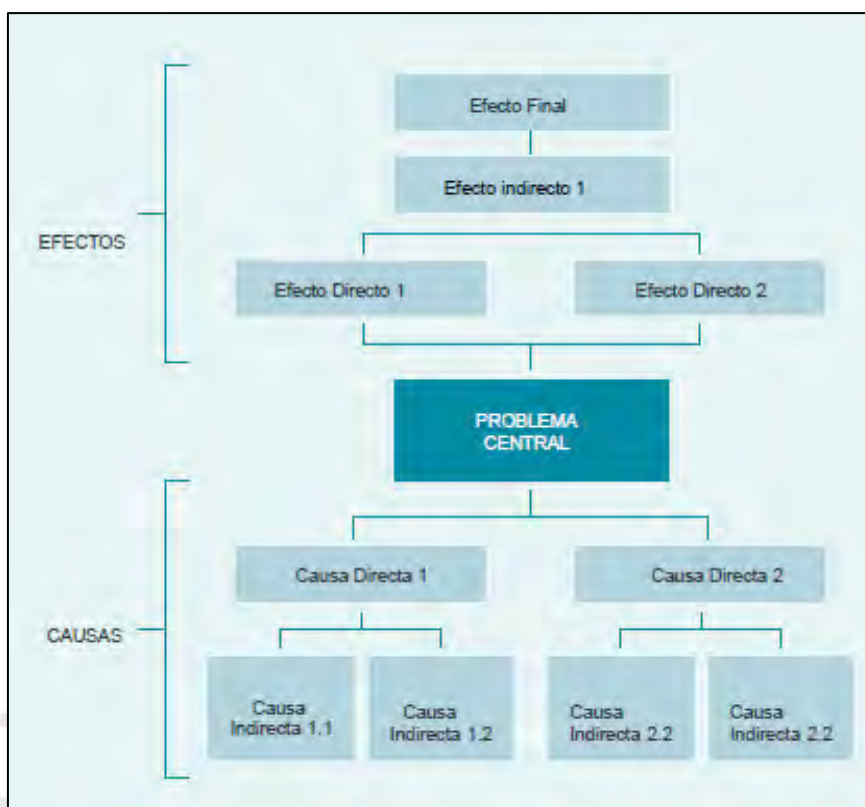 Efecto Final
Efecto indirecto 1
EFECTOS
Efecto Directo 1
Efecto Directo 2
PROBLEMA
CENTRAL
Causa Directa 1
Causa Directa 2
CAUSAS
Causa
Indirecta 1.1
Causa
Indirecta 1.2
Causa
Indirecta 2.2
Causa
Indirecta 2.2